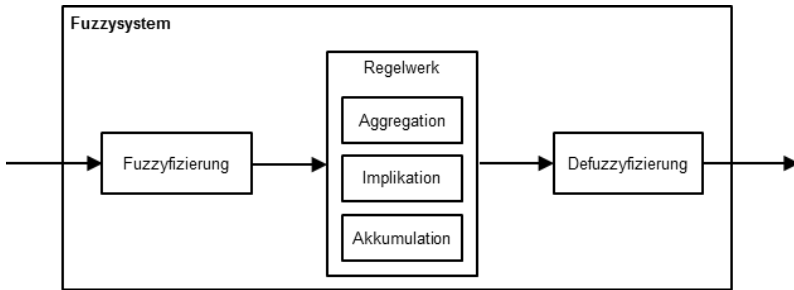 Fuzzysystem
Regelwerk
Aggregation
Fuzzyfizierung
Implikation
Defuzzyfizierung
Akkumulation